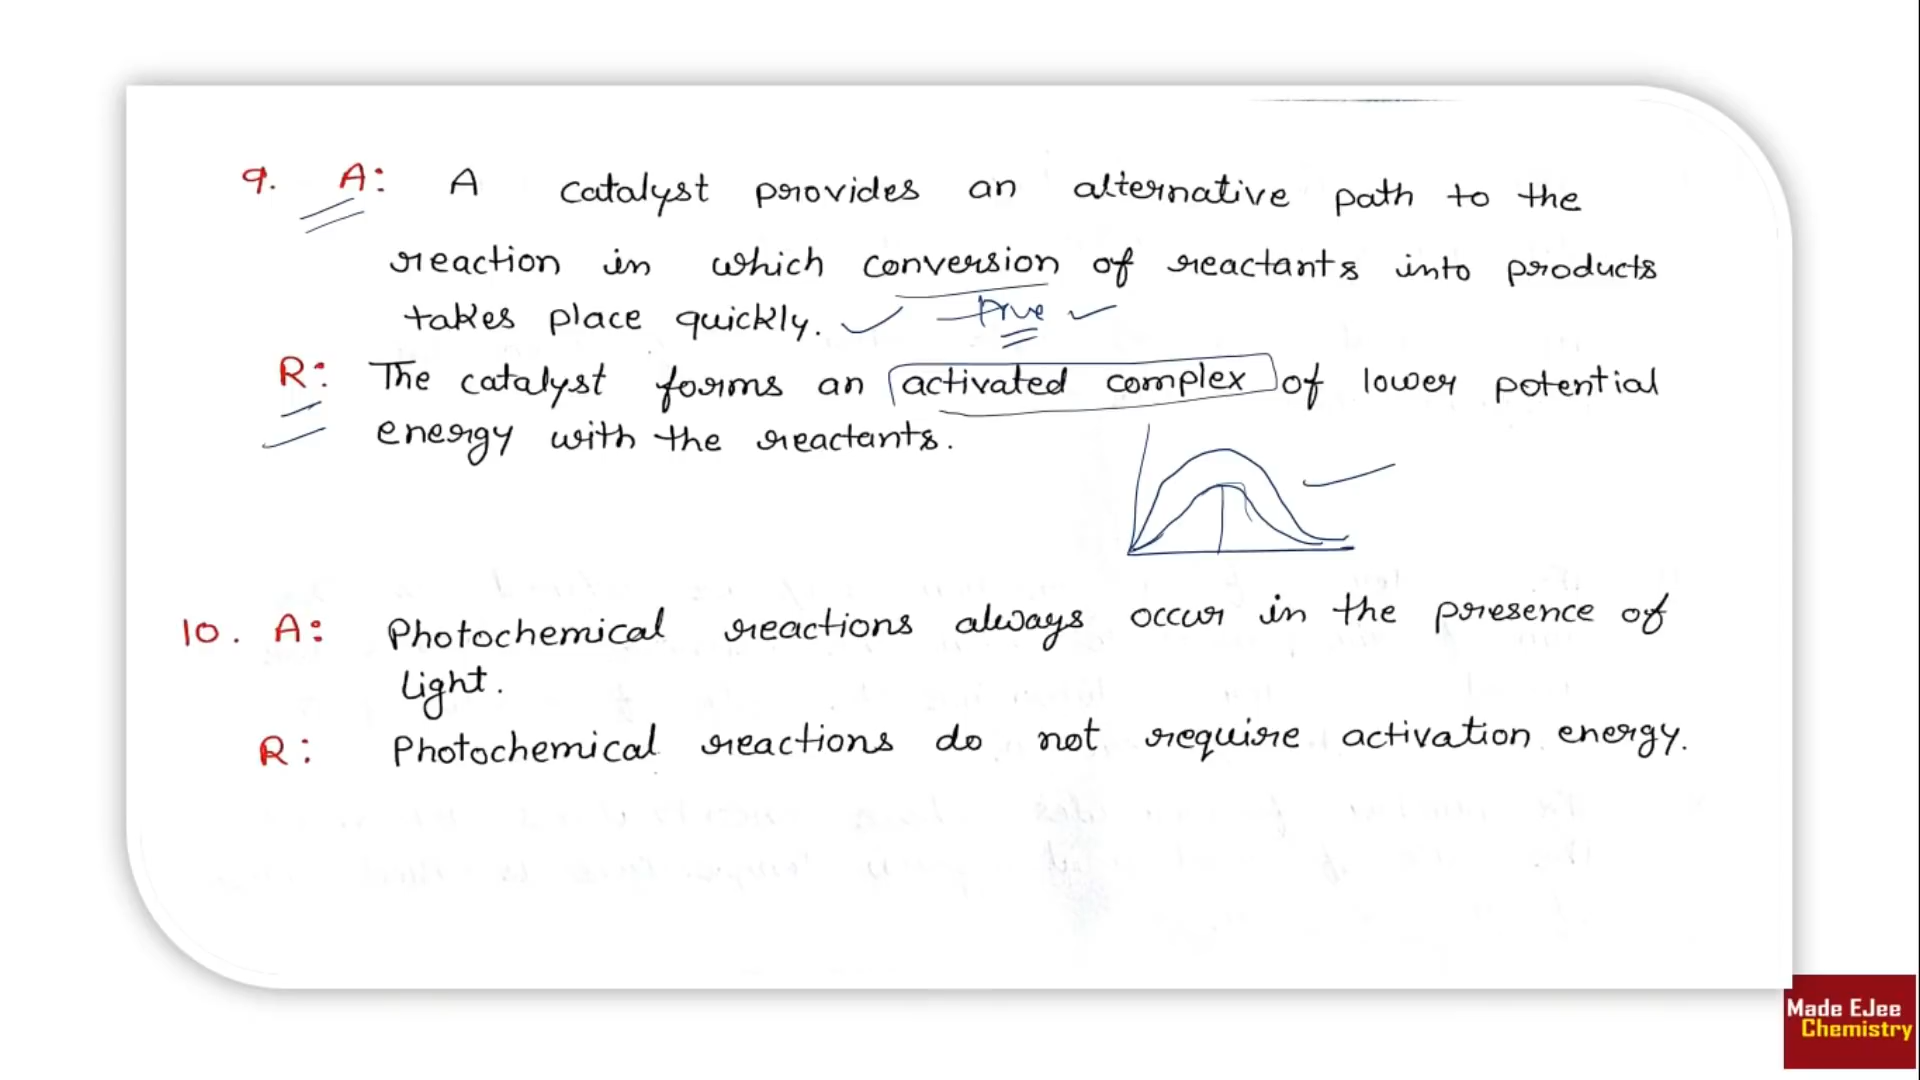 9. A: A catalyst provides an alternative path to the
reaction in which conversion of reactants into products
takes place quickly. true
R: The catalyst forms an activated complex of lower potential
energy with the reactants.
10. A: Photochemical reactions always occur in the presence of
light.
R: Photochemical reactions do not require activation energy.
Made EJee
Chemistry